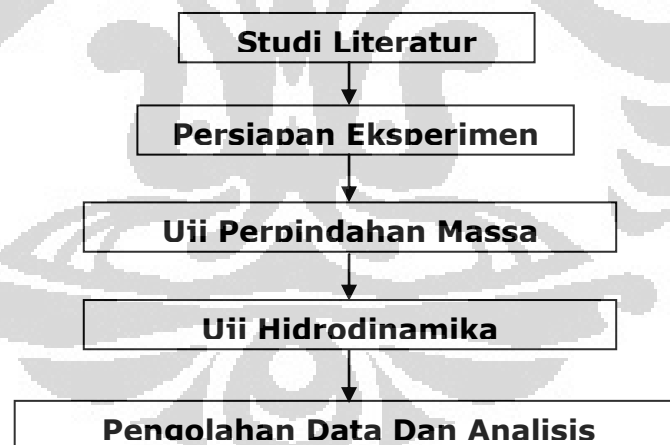 Studi Literatur
Persiapan Eksperimen
Uji Perpindahan Massa
Uji Hidrodinamika
Pengolahan Data Dan Analisis